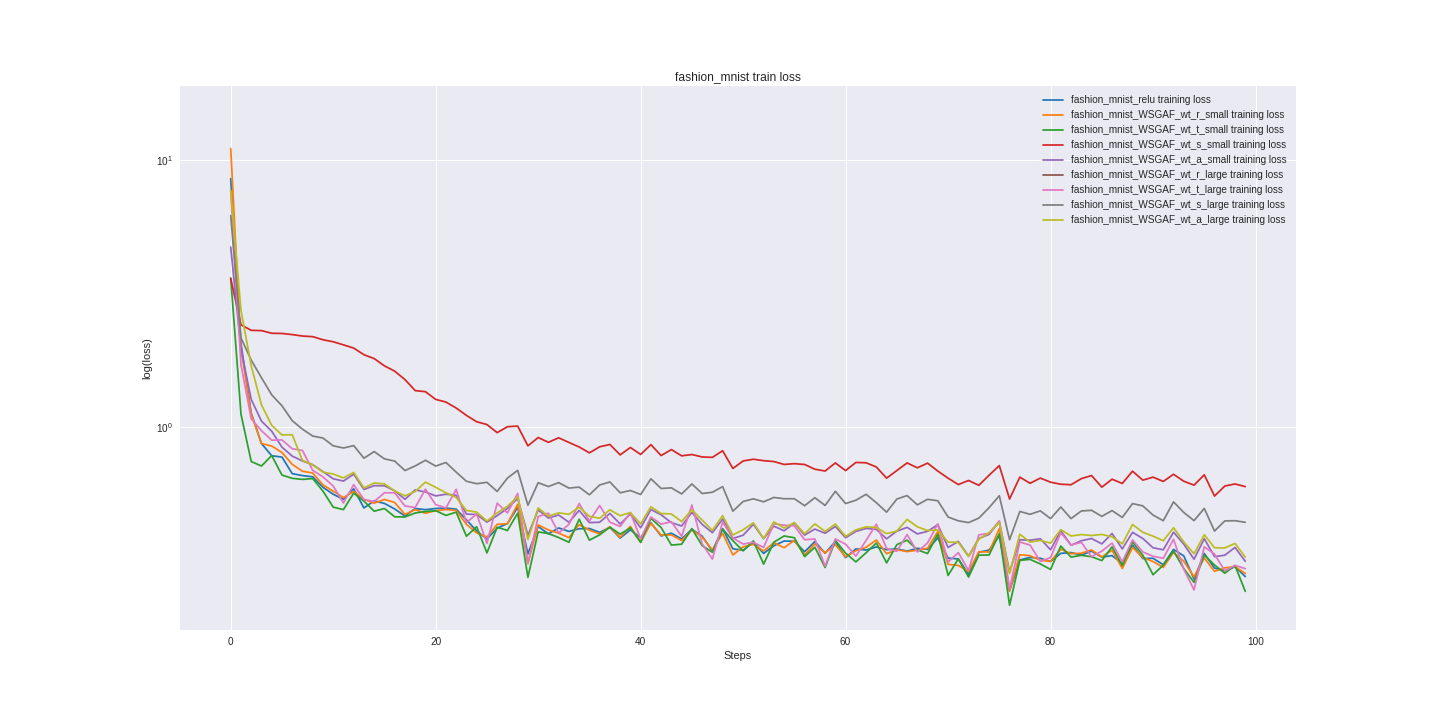 fashion_mnist train loss
fashion_mnist_relu training loss
fashion_mnist_WSGAF_wt_r_small training loss
fashion_mnist_WSGAF_wt_t_small training loss
fashion_mnist_WSGAF_wt_s_small training loss
fashion_mnist_WSGAF_wt_a_small training loss
fashion_mnist_WSGAF_wt_r_large training loss
fashion_mnist_WSGAF_wt_t_large training loss
fashion_mnist_WSGAF_wt_s_large training loss
fashion_mnist_WSGAF_wt_a_large training loss
10¹
log(loss)
10⁰
0 20 40 60 80 100
Steps